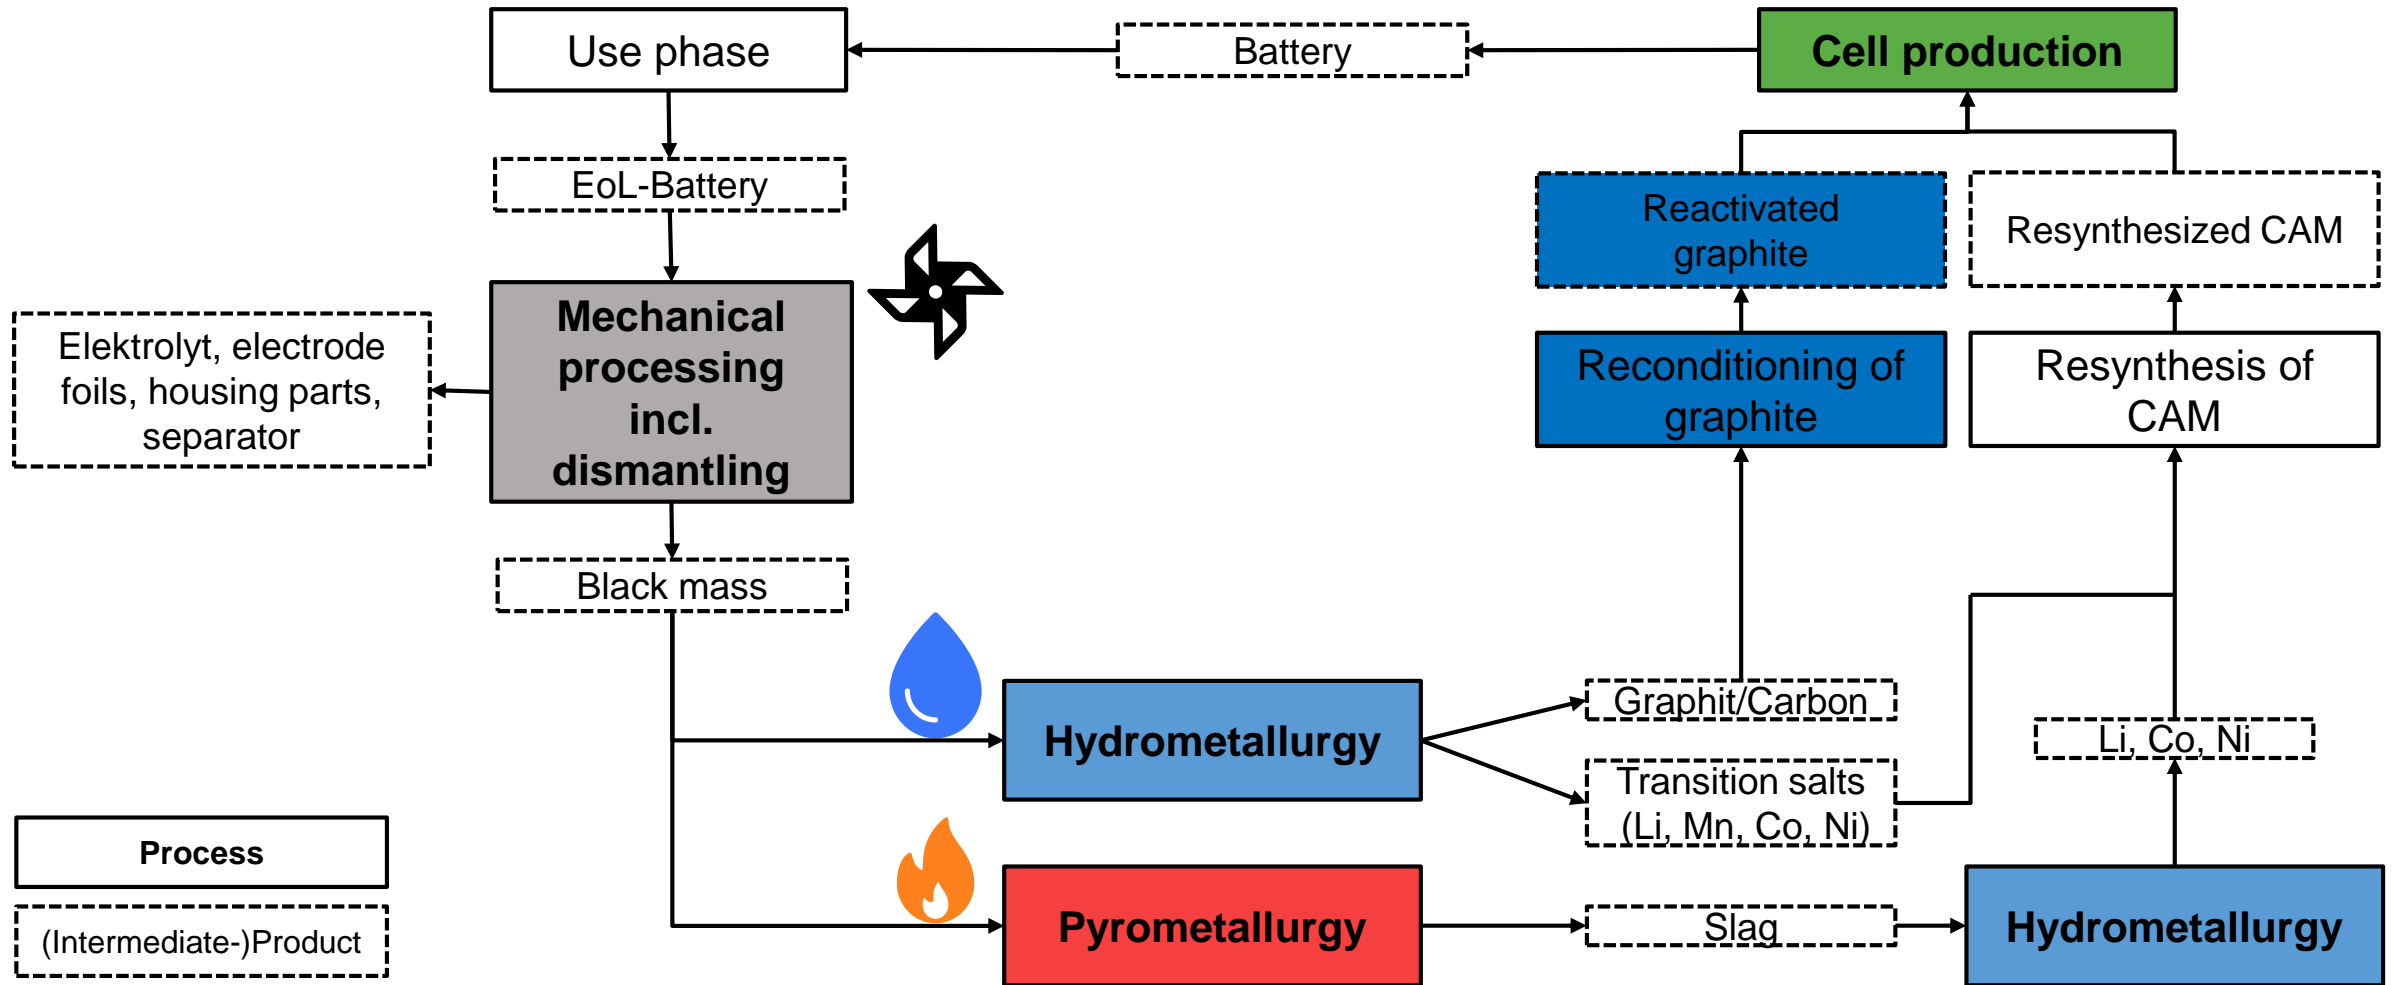 Use phase
Battery
Cell production
EoL-Battery
Reactivated
graphite
Resynthesized CAM
Mechanical
processing
incl.
dismantling
Elektrolyt, electrode
foils, housing parts,
separator
Reconditioning of
graphite
Resynthesis of
CAM
Black mass
Hydrometallurgy
Graphit/Carbon
Transition salts
(Li, Mn, Co, Ni)
Li, Co, Ni
Process
(Intermediate-)Product
Pyrometallurgy
Slag
Hydrometallurgy